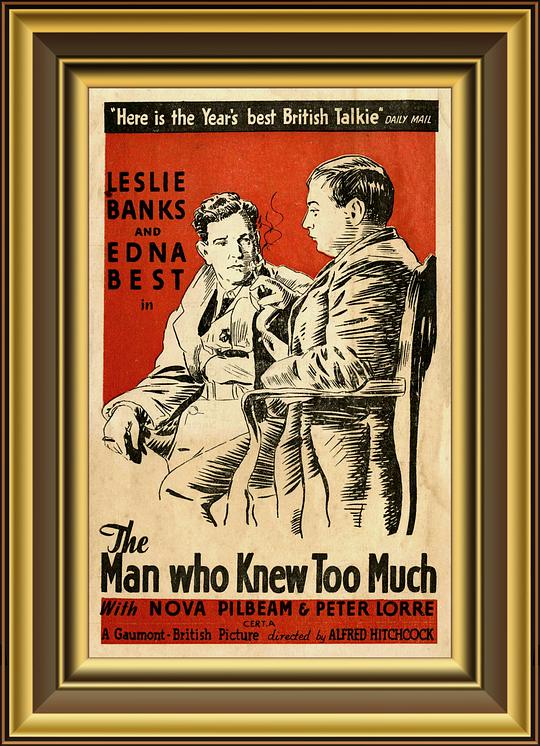 "Here is the Year's best British Talkie" DAILY MAIL
LESLIE
BANKS
AND
EDNA
BEST
in
The
Man who Knew Too Much
With NOVA PILBEAM & PETER LORRE
CERT.A
A Gaumont-British Picture directed by ALFRED HITCHCOCK